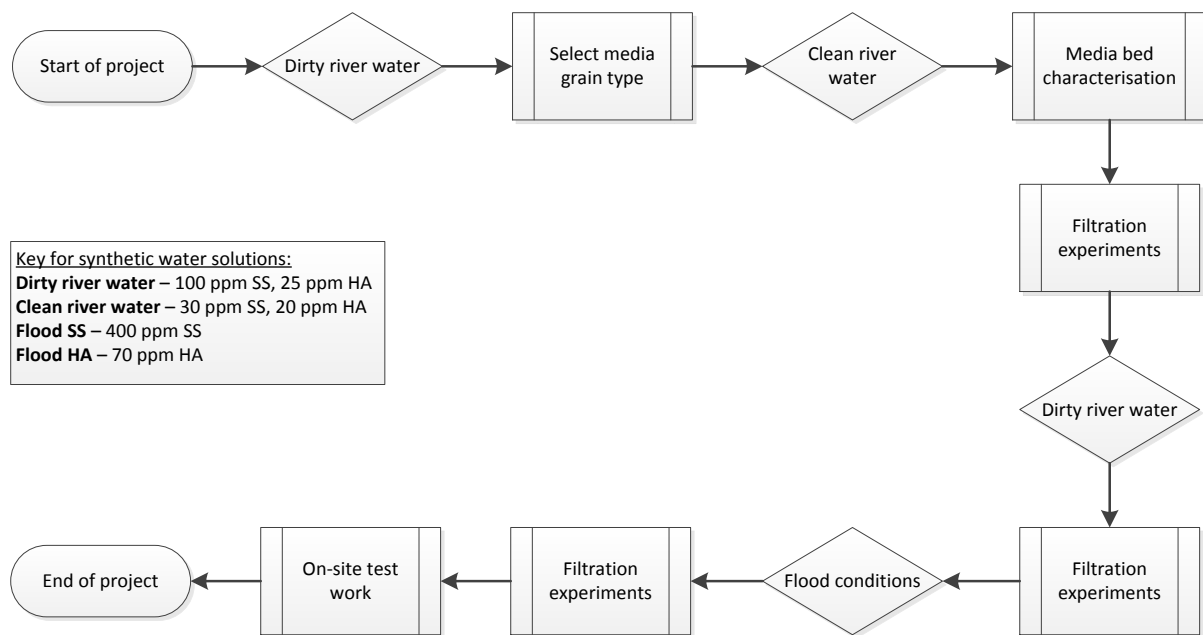 Start of project
Dirty river water
Select media
grain type
Clean river
water
Media bed
characterisation
Filtration
experiments
Key for synthetic water solutions:
Dirty river water – 100 ppm SS, 25 ppm HA
Clean river water – 30 ppm SS, 20 ppm HA
Flood SS – 400 ppm SS
Flood HA – 70 ppm HA
Dirty river water
Filtration
experiments
Flood conditions
Filtration
experiments
On-site test
work
End of project